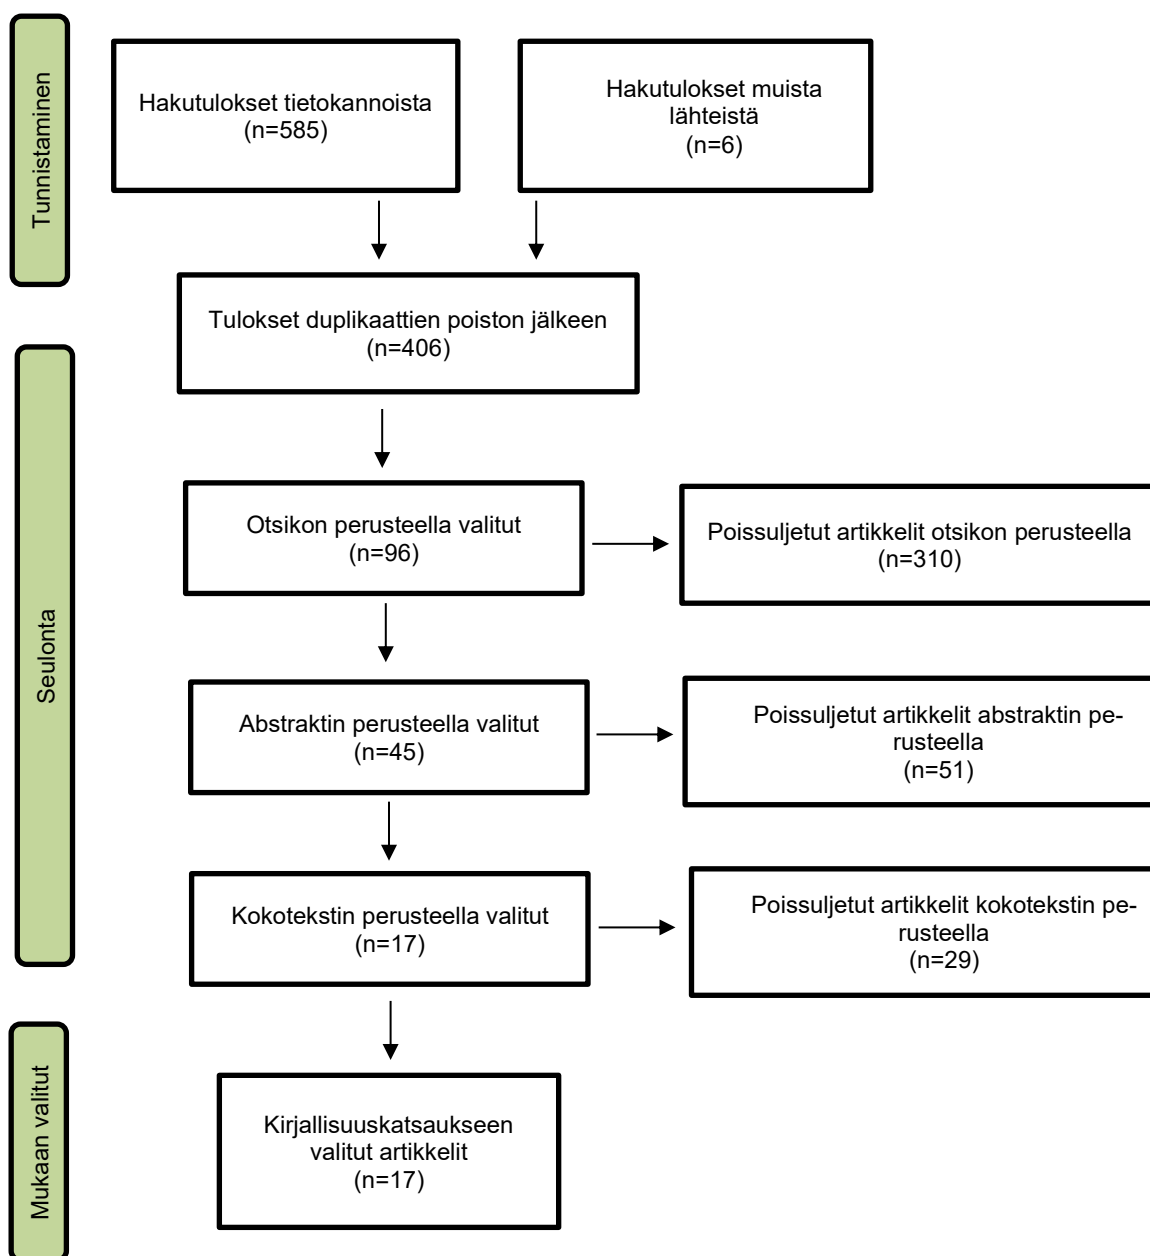 Tunnistaminen
Hakutulokset tietokannoista
(n=585)
Hakutulokset muista
lähteistä
(n=6)
Tulokset duplikaattien poiston jälkeen
(n=406)
Seulonta
Otsikon perusteella valitut
(n=96)
Poissuljetut artikkelit otsikon perusteella
(n=310)
Abstraktin perusteella valitut
(n=45)
Poissuljetut artikkelit abstraktin pe-
rusteella
(n=51)
Kokotekstin perusteella valitut
(n=17)
Poissuljetut artikkelit kokotekstin pe-
rusteella
(n=29)
Mukaan valitut
Kirjallisuuskatsaukseen
valitut artikkelit
(n=17)